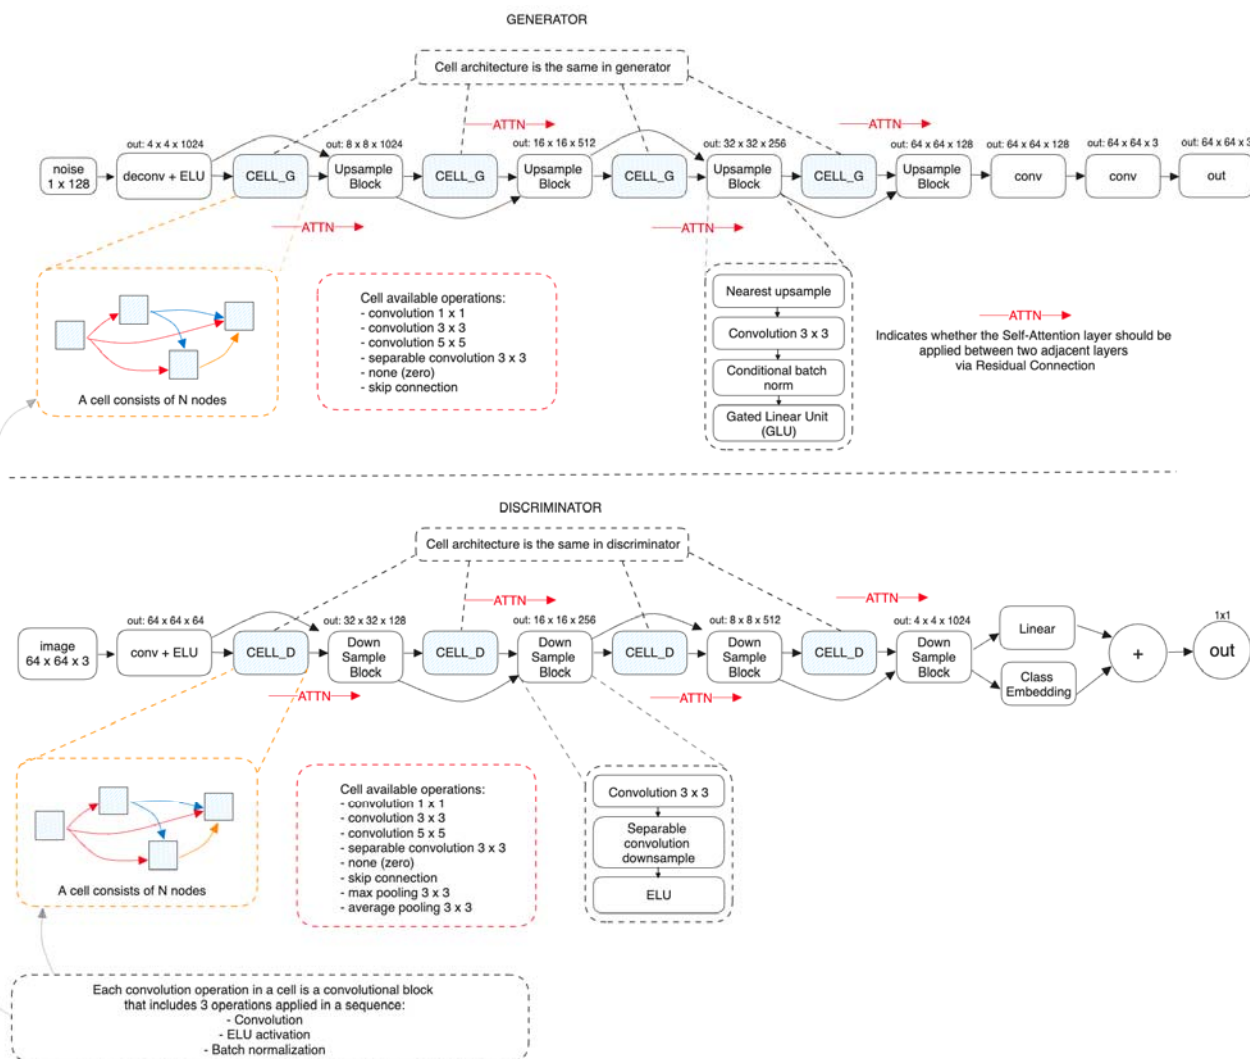 GENERATOR
Cell architecture is the same in generator
ATTN
ATTN
out: 4 x 4 x 1024
out: 8 x 8 x 1024
out: 16 x 16 x 512
out: 32 x 32 x 256
out: 64 x 64 x 128
out: 64 x 64 x 128
out: 64 x 64 x 3
out: 64 x 64 x 3
noise
1 x 128
deconv + ELU
CELL_G
Upsample
Block
CELL_G
Upsample
Block
CELL_G
Upsample
Block
CELL_G
Upsample
Block
conv
conv
out
ATTN
ATTN
A cell consists of N nodes
Cell available operations:
- convolution 1 x 1
- convolution 3 x 3
- convolution 5 x 5
- separable convolution 3 x 3
- none (zero)
- skip connection
Nearest upsample
Convolution 3 x 3
Conditional batch
norm
Gated Linear Unit
(GLU)
ATTN
Indicates whether the Self-Attention layer should be
applied between two adjacent layers
via Residual Connection
DISCRIMINATOR
Cell architecture is the same in discriminator
ATTN
ATTN
out: 64 x 64 x 64
out: 32 x 32 x 128
out: 16 x 16 x 256
out: 8 x 8 x 512
out: 4 x 4 x 1024
1x1
image
64 x 64 x 3
conv + ELU
CELL_D
Down
Sample
Block
CELL_D
Down
Sample
Block
CELL_D
Down
Sample
Block
CELL_D
Down
Sample
Block
Linear
Class
Embedding
+
out
ATTN
ATTN
A cell consists of N nodes
Cell available operations:
- convolution 1 x 1
- convolution 3 x 3
- convolution 5 x 5
- separable convolution 3 x 3
- none (zero)
- skip connection
- max pooling 3 x 3
- average pooling 3 x 3
Convolution 3 x 3
Separable
convolution
downsample
ELU
Each convolution operation in a cell is a convolutional block
that includes 3 operations applied in a sequence:
- Convolution
- ELU activation
- Batch normalization